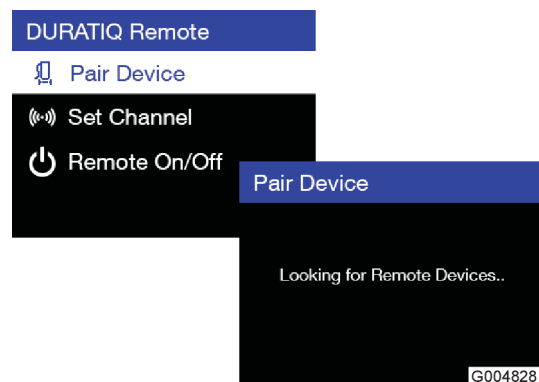 DURATIQ Remote
Pair Device
Set Channel
Remote On/Off
Pair Device
Looking for Remote Devices..
G004828